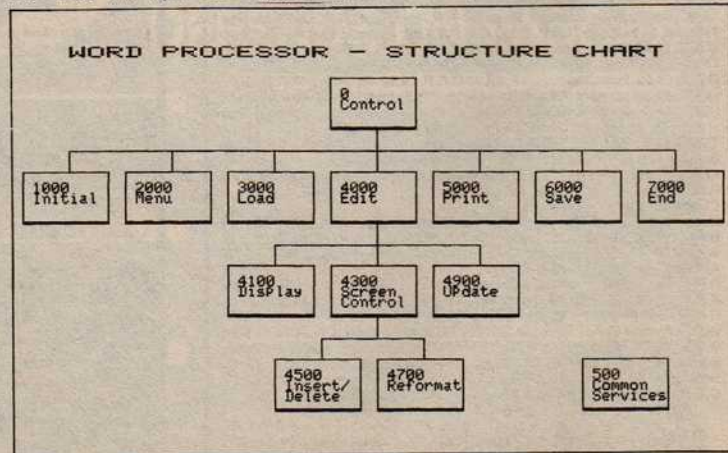 WORD PROCESSOR - STRUCTURE CHART
0
Control
1000
Initial
2000
Menu
3000
Load
4000
Edit
5000
Print
6000
Save
7000
End
4100
Display
4300
Screen
Control
4900
Update
4500
Insert/
Delete
4700
Reformat
500
Common
Services